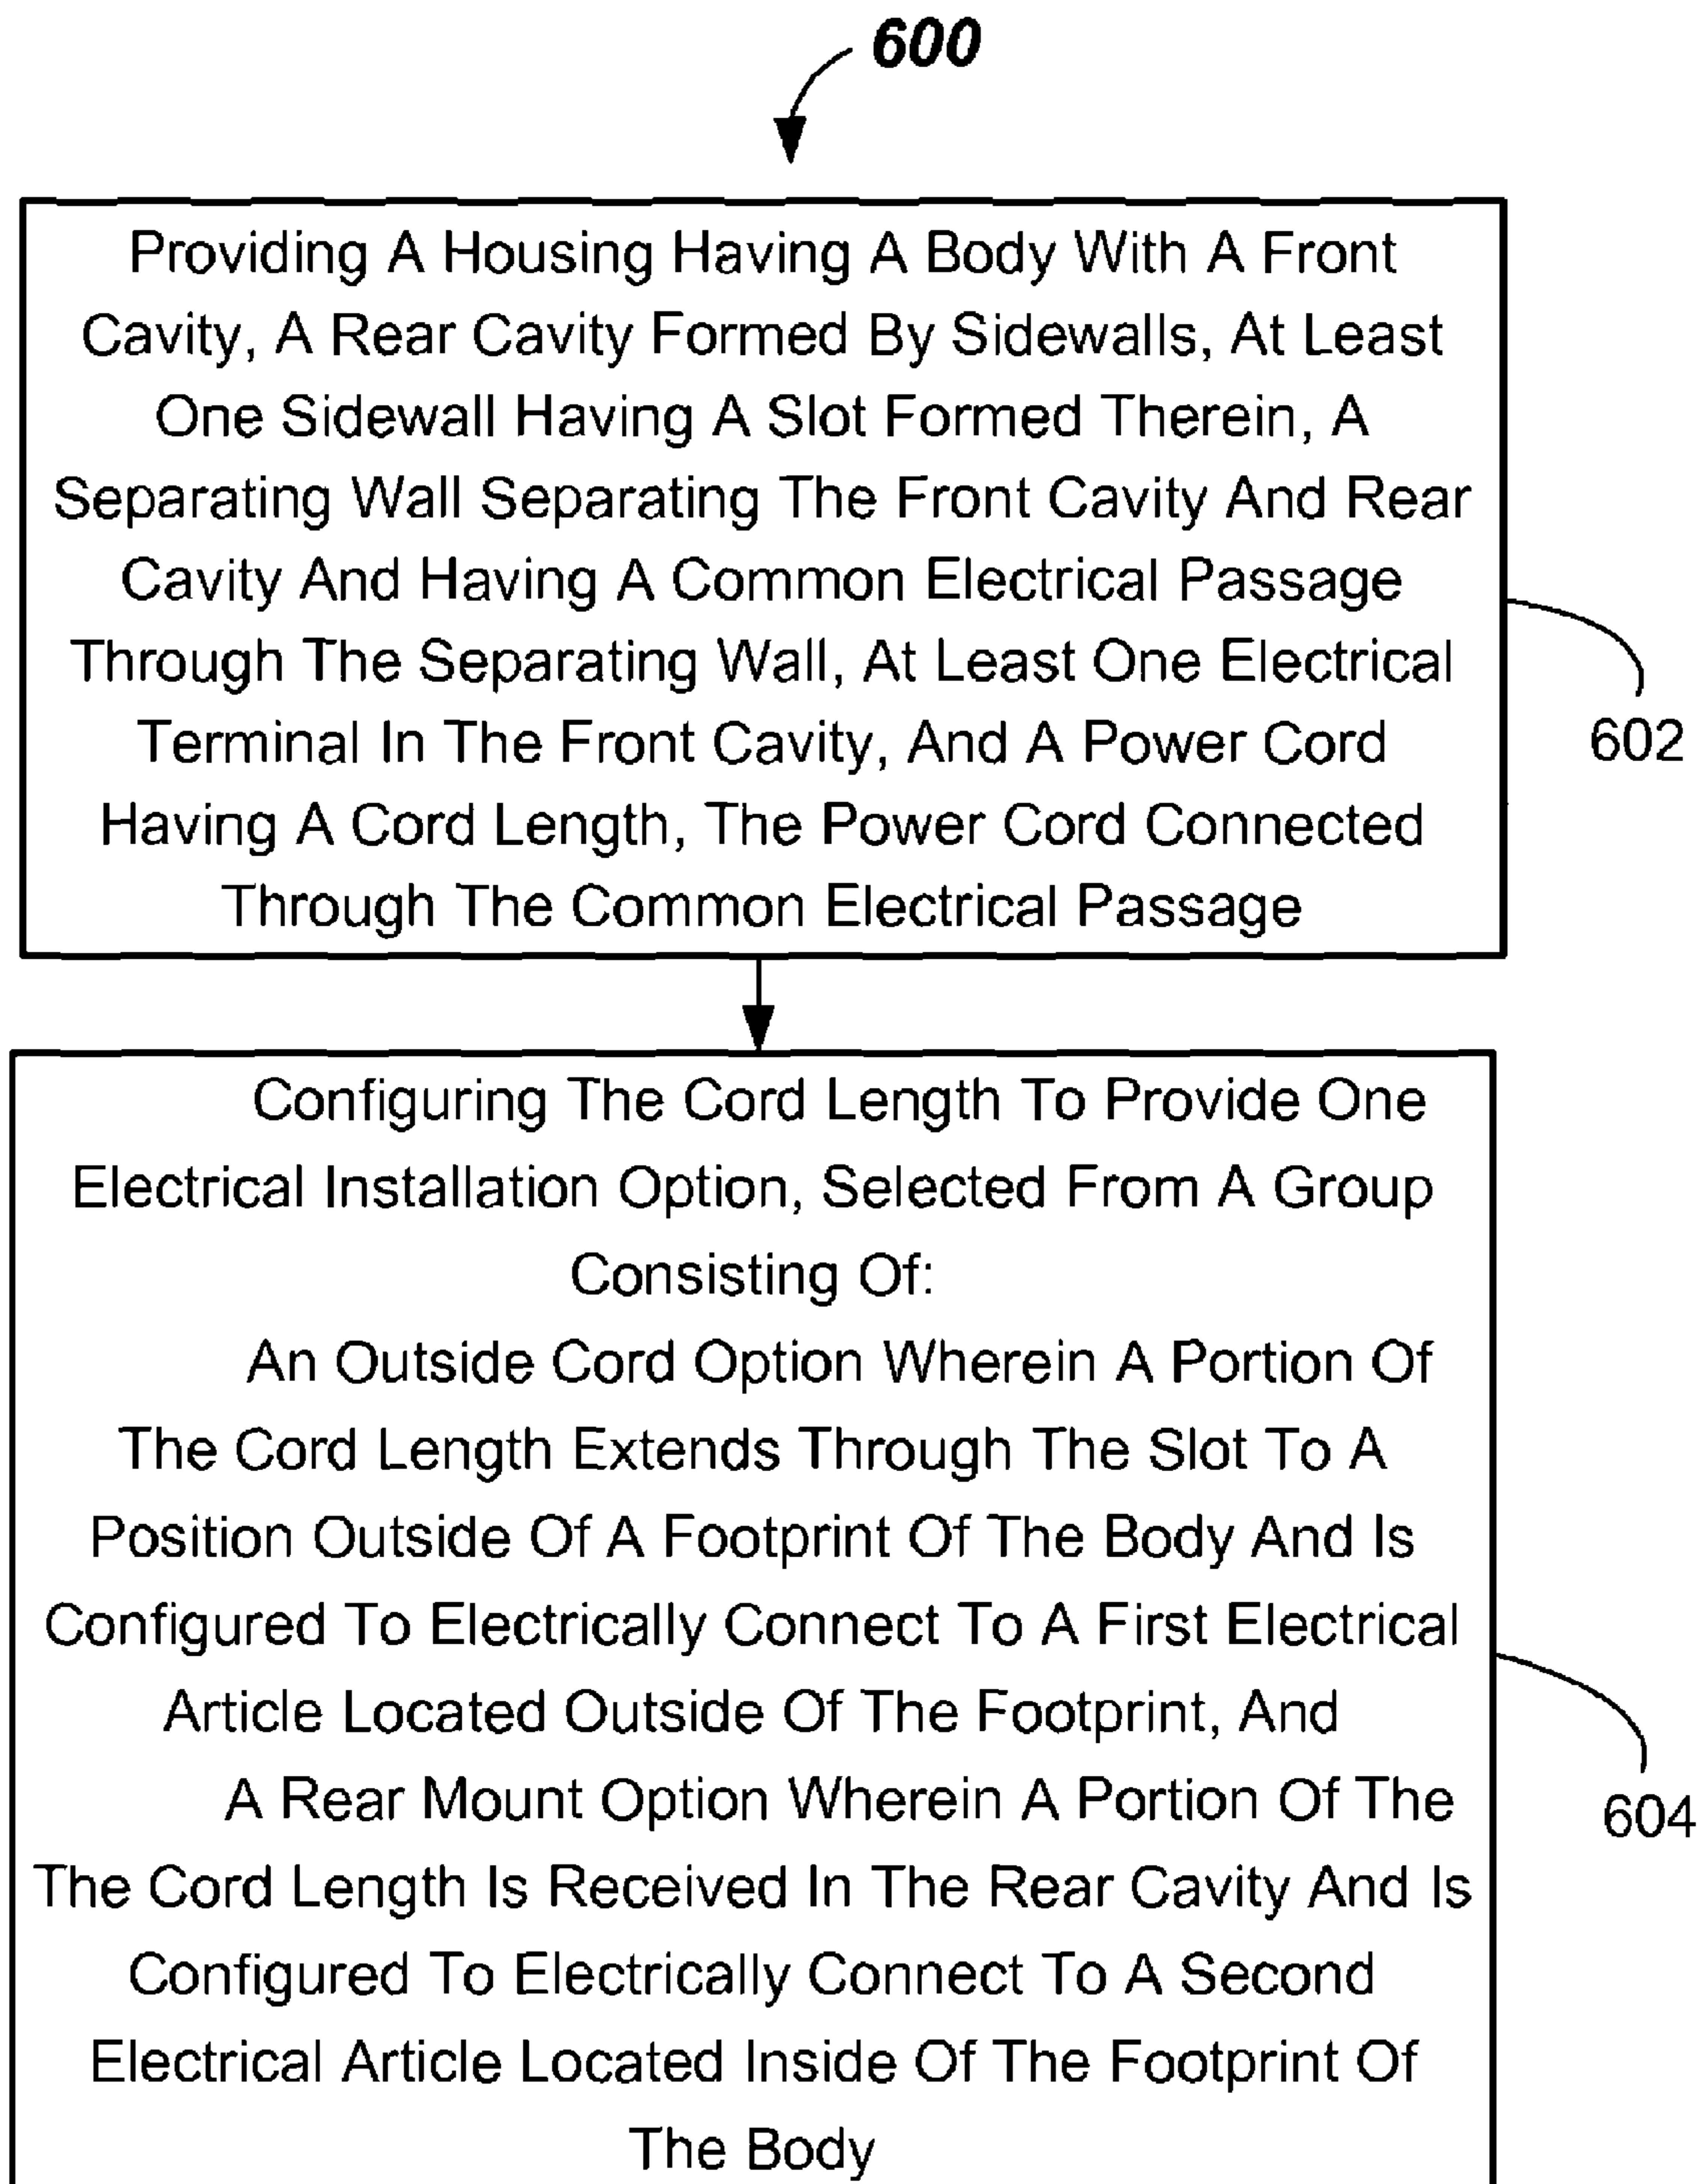 600
Providing A Housing Having A Body With A Front
Cavity, A Rear Cavity Formed By Sidewalls, At Least
One Sidewall Having A Slot Formed Therein, A
Separating Wall Separating The Front Cavity And Rear
Cavity And Having A Common Electrical Passage
Through The Separating Wall, At Least One Electrical
Terminal In The Front Cavity, And A Power Cord
Having A Cord Length, The Power Cord Connected
Through The Common Electrical Passage
602
Configuring The Cord Length To Provide One
Electrical Installation Option, Selected From A Group
Consisting Of:
An Outside Cord Option Wherein A Portion Of
The Cord Length Extends Through The Slot To A
Position Outside Of A Footprint Of The Body And Is
Configured To Electrically Connect To A First Electrical
Article Located Outside Of The Footprint, And
A Rear Mount Option Wherein A Portion Of The
The Cord Length Is Received In The Rear Cavity And Is
Configured To Electrically Connect To A Second
Electrical Article Located Inside Of The Footprint Of
The Body
604